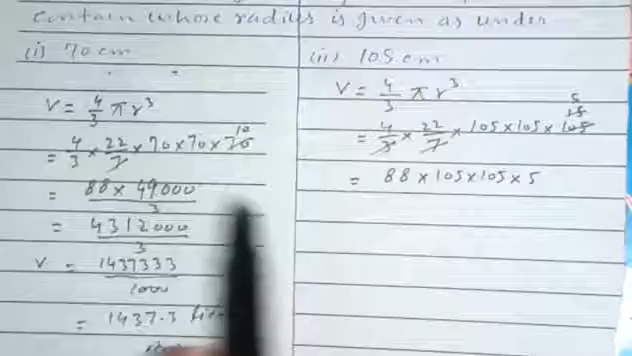 contain whose radius is given as under
(i) 70 cm
V = 4/3 π r³
= 4/3 × 22/7 × 70 × 70 × 70 10
= 88 × 49000 / 3
= 4312000 / 3
V = 1437333 / 1000
= 1437.3
(ii) 105 cm
V = 4/3 π r³
5
15
= 4/3 × 22/7 × 105 × 105 × 105
= 88 × 105 × 105 × 5